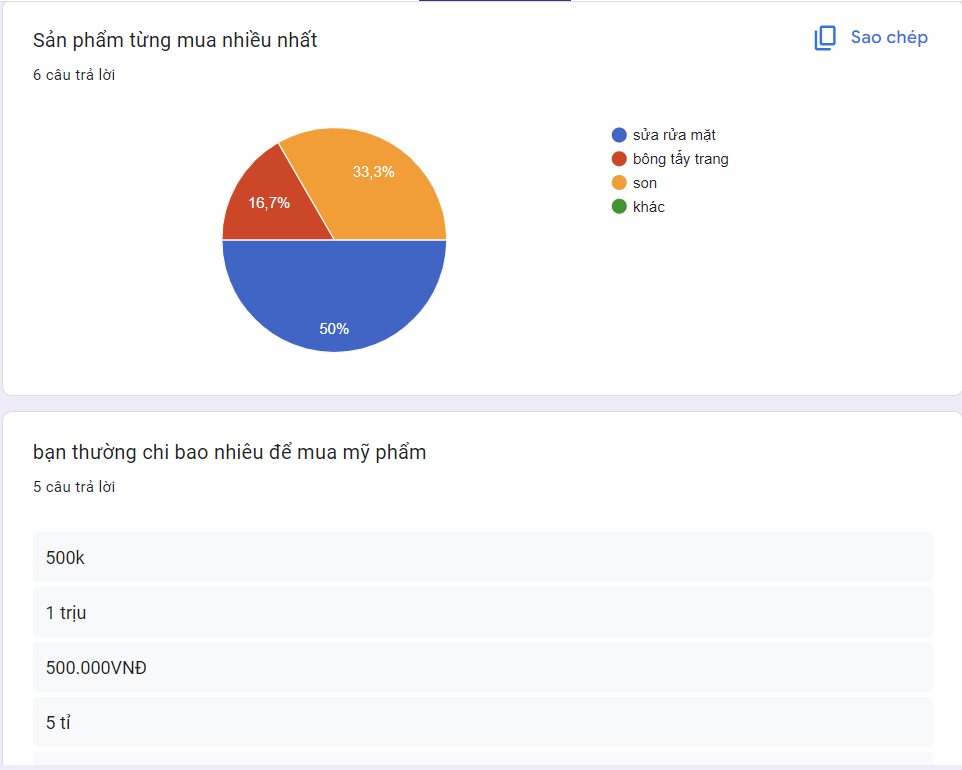 Sản phẩm từng mua nhiều nhất
Sao chép
6 câu trả lời
sửa rửa mặt
bông tẩy trang
son
khác
33,3%
16,7%
50%
bạn thường chi bao nhiêu để mua mỹ phẩm
5 câu trả lời
500k
1 trịu
500.000VNĐ
5 tỉ